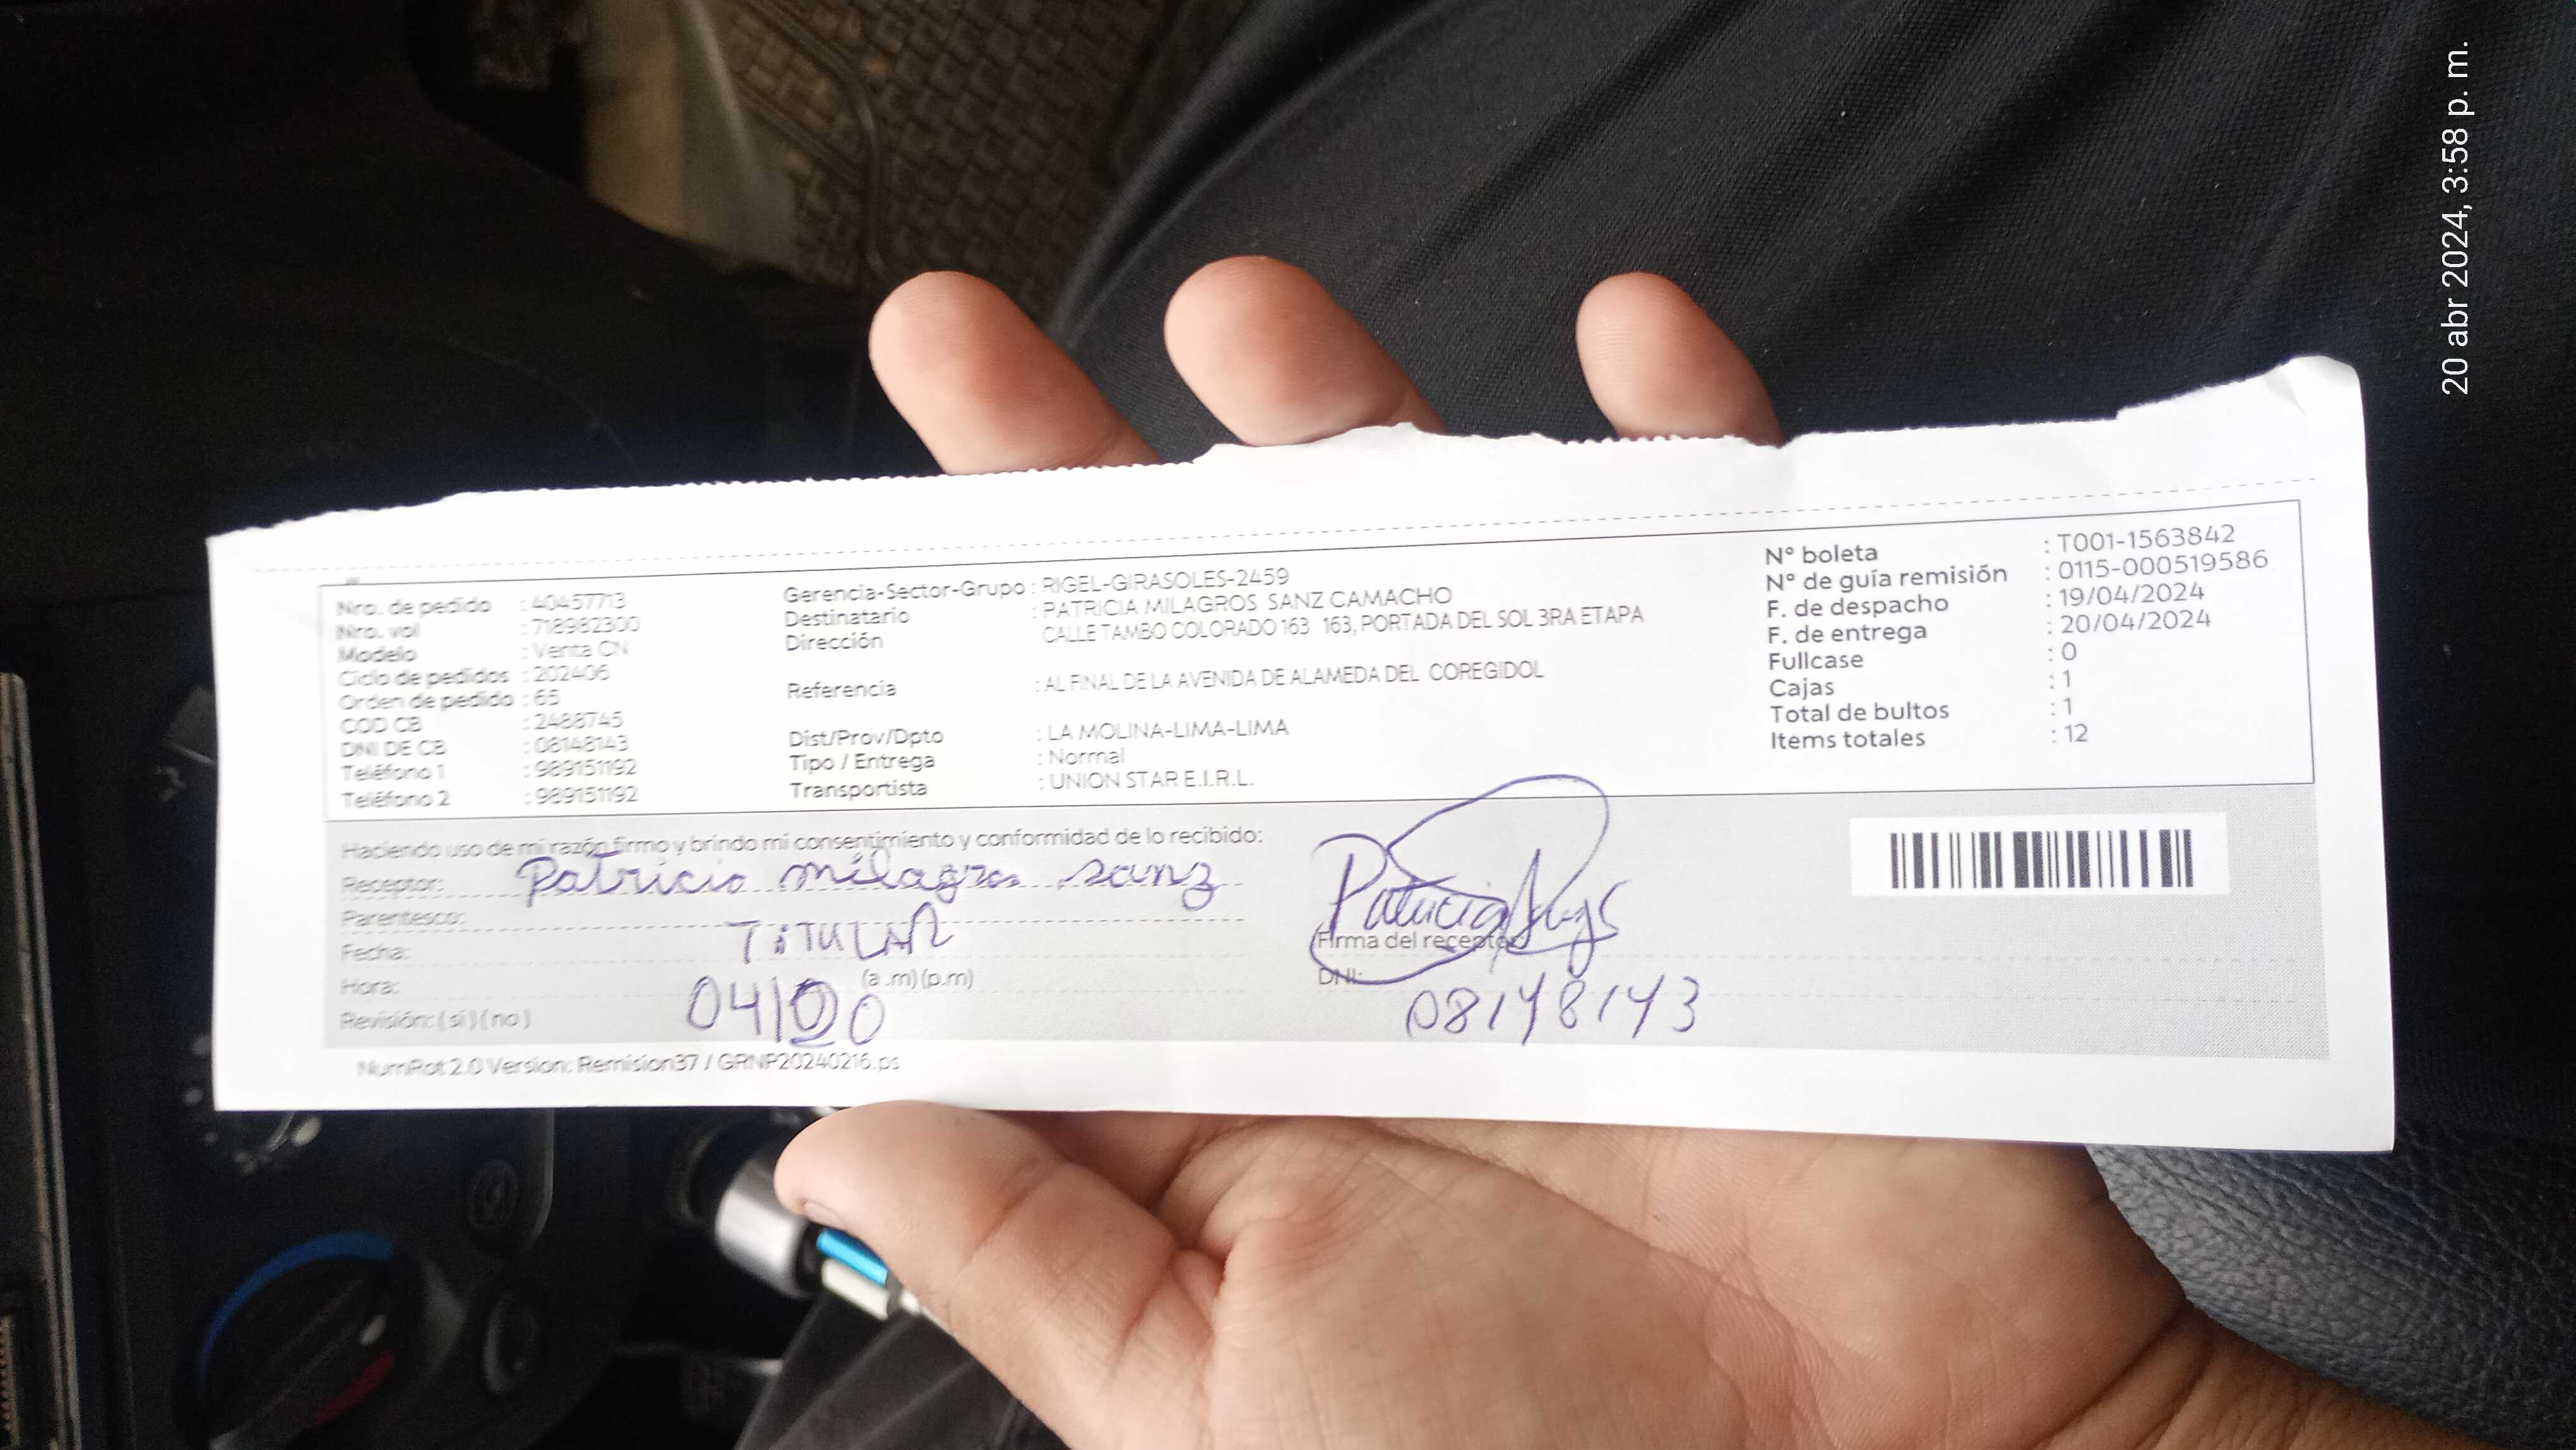 20 abr 2024, 3:58 p. m.
Nro. de pedido : 40457713
Nro. vol : 718982300
Modelo : Venta CN
Ciclo de pedidos : 202406
Orden de pedido : 65
COD CB : 2488745
DNI DE CB : 08148143
Teléfono 1 : 989151192
Teléfono 2 : 989151192
Gerencia-Sector-Grupo : RIGEL-GIRASOLES-2459
Destinatario : PATRICIA MILAGROS SANZ CAMACHO
Dirección CALLE TAMBO COLORADO 163 163, PORTADA DEL SOL 3RA ETAPA
Referencia : AL FINAL DE LA AVENIDA DE ALAMEDA DEL COREGIDOL
Dist/Prov/Dpto : LA MOLINA-LIMA-LIMA
Tipo / Entrega : Normal
Transportista : UNION STAR E.I.R.L.
N° boleta : T001-1563842
N° de guía remisión : 0115-000519586
F. de despacho : 19/04/2024
F. de entrega : 20/04/2024
Fullcase : 0
Cajas : 1
Total de bultos : 1
Items totales : 12
Haciendo uso de mi razón firmo y brindo mi consentimiento y conformidad de lo recibido:
Receptor: Patricia milagros sanz
Parentesco:
Fecha: TITULAR
Hora: (a .m) (p.m)
Revisión: ( si ) ( no ) 04/00
Patricia
Firma del receptor
DNI:
08148143
NumRot 2.0 Version: Remision37 / GRNP20240216.ps